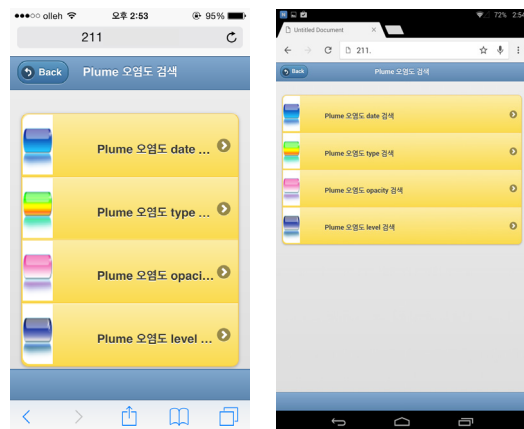 olleh 오후 2:53 95%
211
Back Plume 오염도 검색
Plume 오염도 date ...
Plume 오염도 type ...
Plume 오염도 opaci...
Plume 오염도 level ...
72% 2:54
Untitled Document
211.
Back Plume 오염도 검색
Plume 오염도 date 검색
Plume 오염도 type 검색
Plume 오염도 opacity 검색
Plume 오염도 level 검색